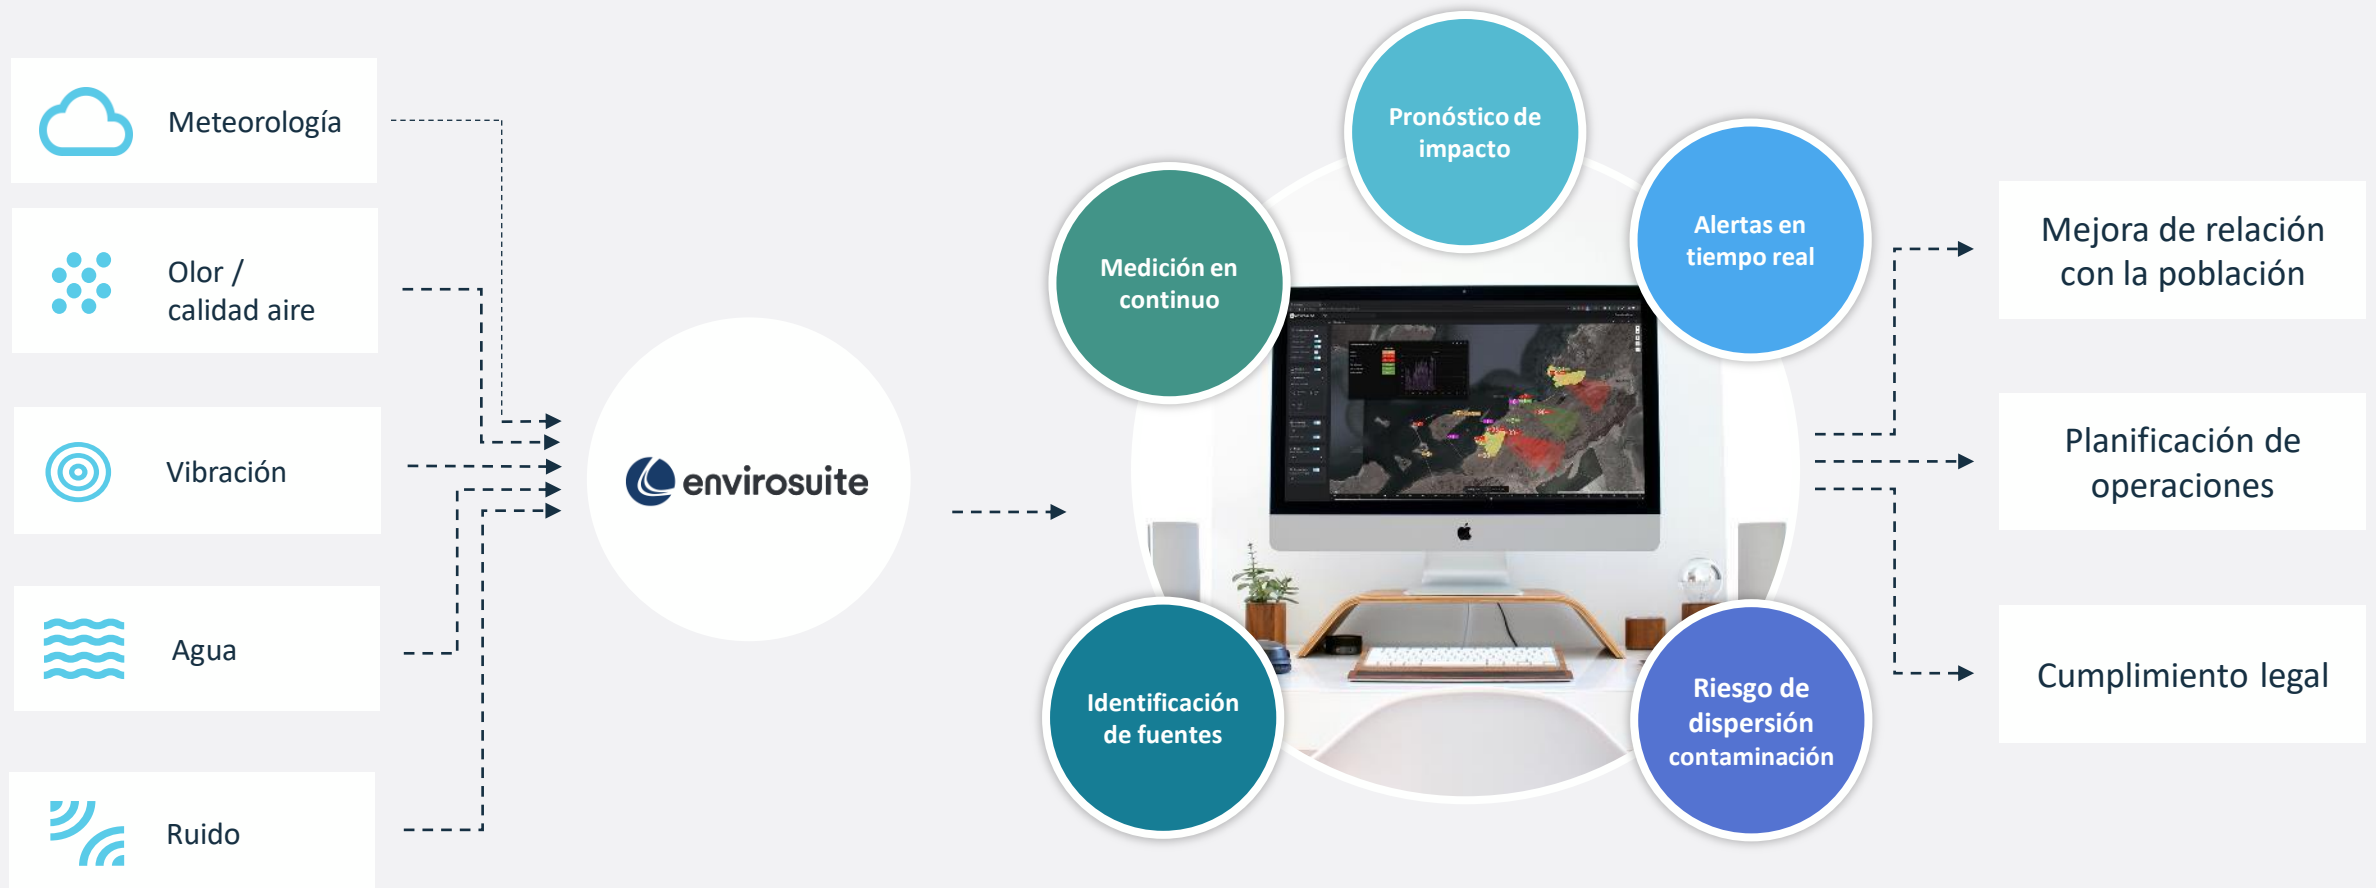 Meteorología
Olor /
calidad aire
Vibración
Agua
Ruido
envirosuite
Pronóstico de
impacto
Medición en
continuo
Alertas en
tiempo real
Identificación
de fuentes
Riesgo de
dispersión
contaminación
Mejora de relación
con la población
Planificación de
operaciones
Cumplimiento legal